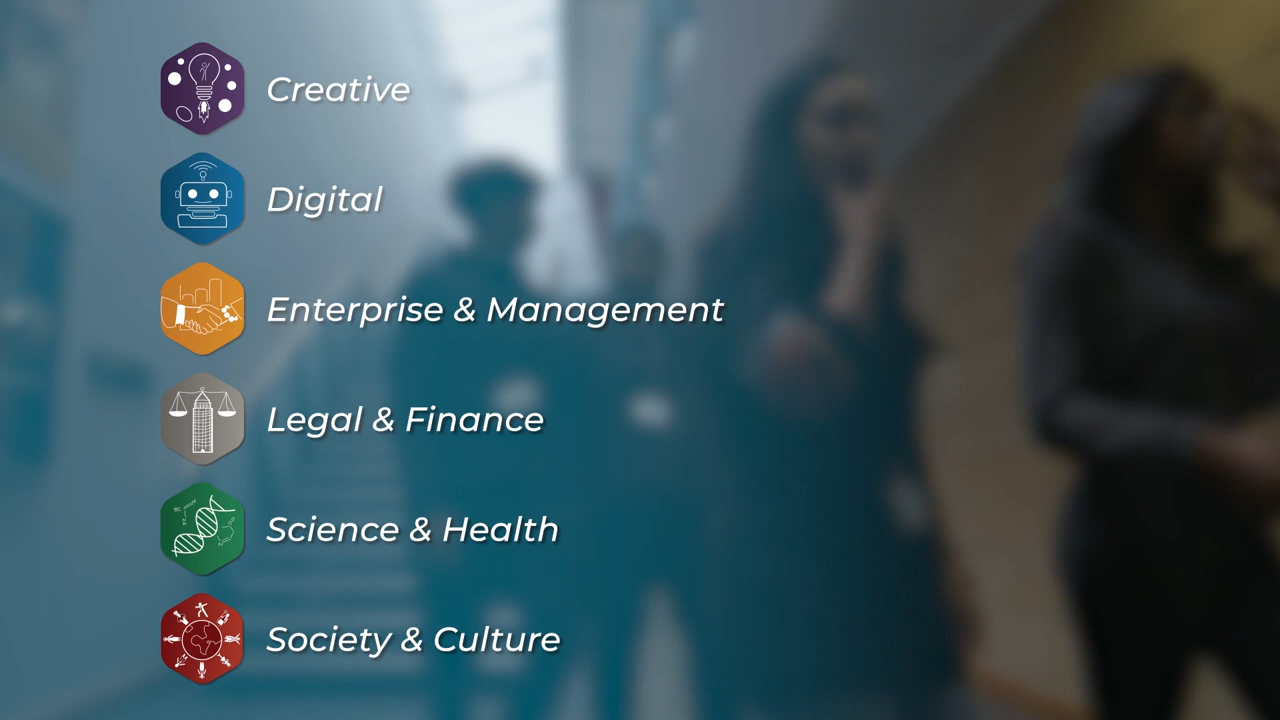 Creative
Digital
Enterprise & Management
Legal & Finance
Science & Health
Society & Culture